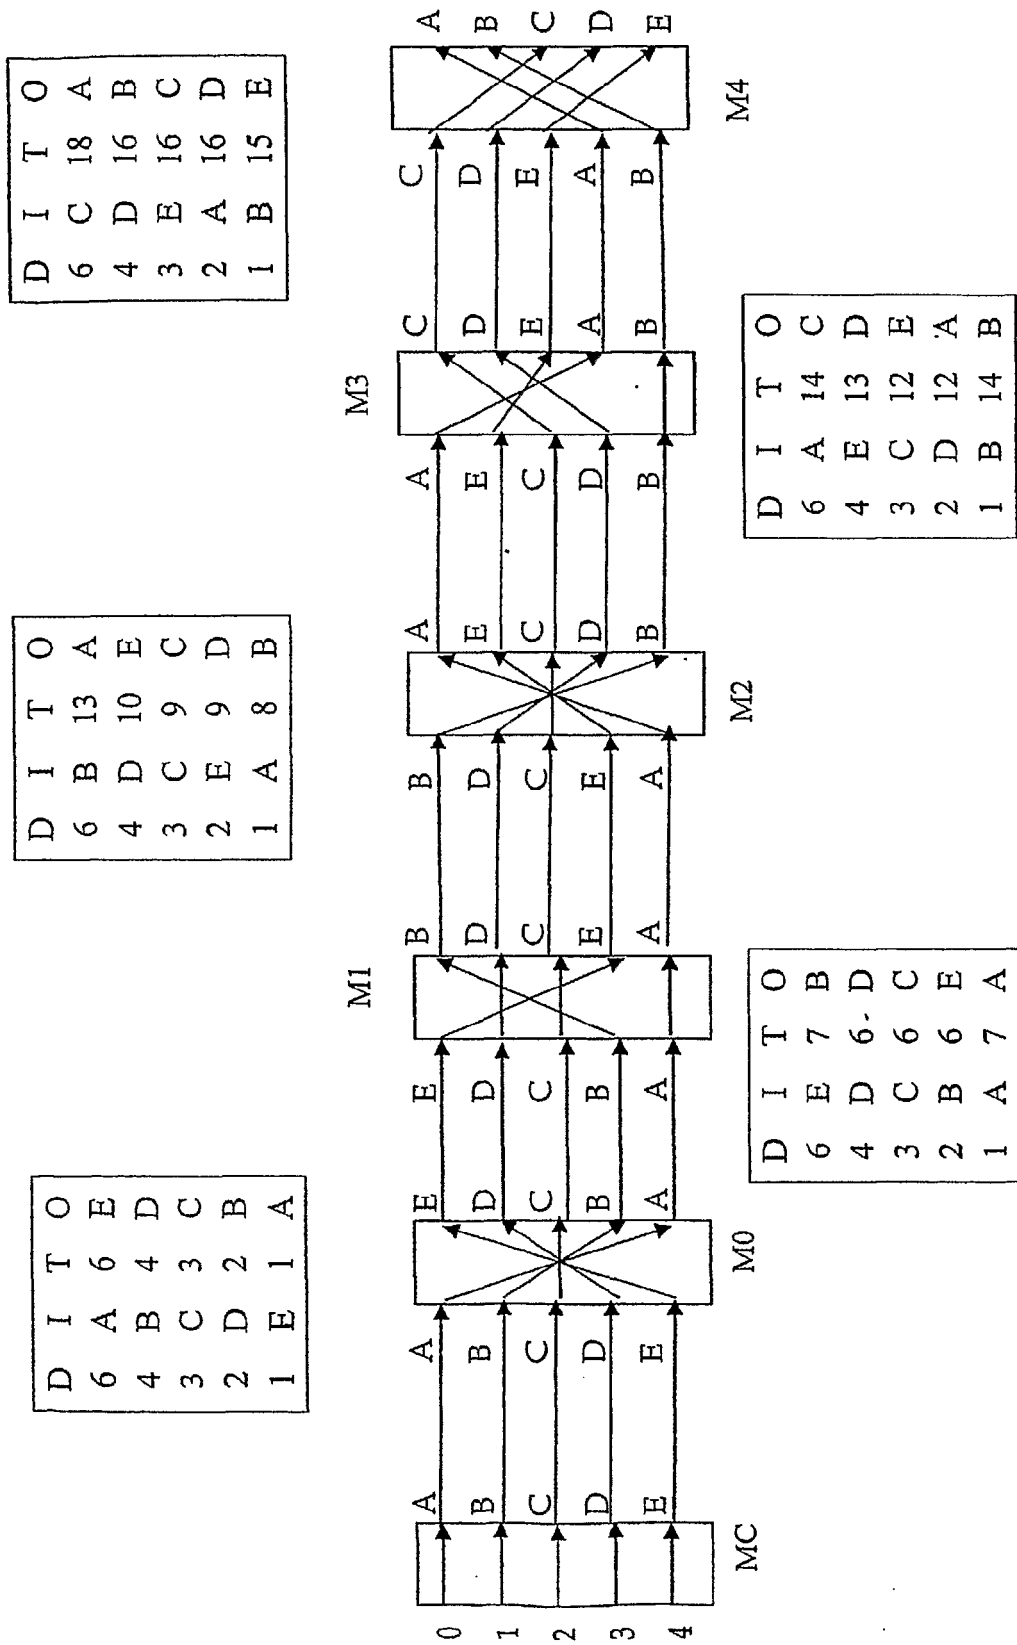 D I T O
6 A 6 E
4 B 4 D
3 C 3 C
2 D 2 B
1 E 1 A
D I T O
6 B 13 A
4 D 10 E
3 C 9 C
2 E 9 D
1 A 8 B
D I T O
6 C 18 A
4 D 16 B
3 E 16 C
2 A 16 D
1 B 15 E
M1 M3
0 A A E E B B A A C C A
1 B B D D D D E E D D B
2 C C C C C C C C E E C
3 D D B B E E D D A A D
4 E E A A A A B B B B E
MC M0 M2 M4
D I T O
6 E 7 B
4 D 6 D
3 C 6 C
2 B 6 E
1 A 7 A
D I T O
6 A 14 C
4 E 13 D
3 C 12 E
2 D 12 A
1 B 14 B